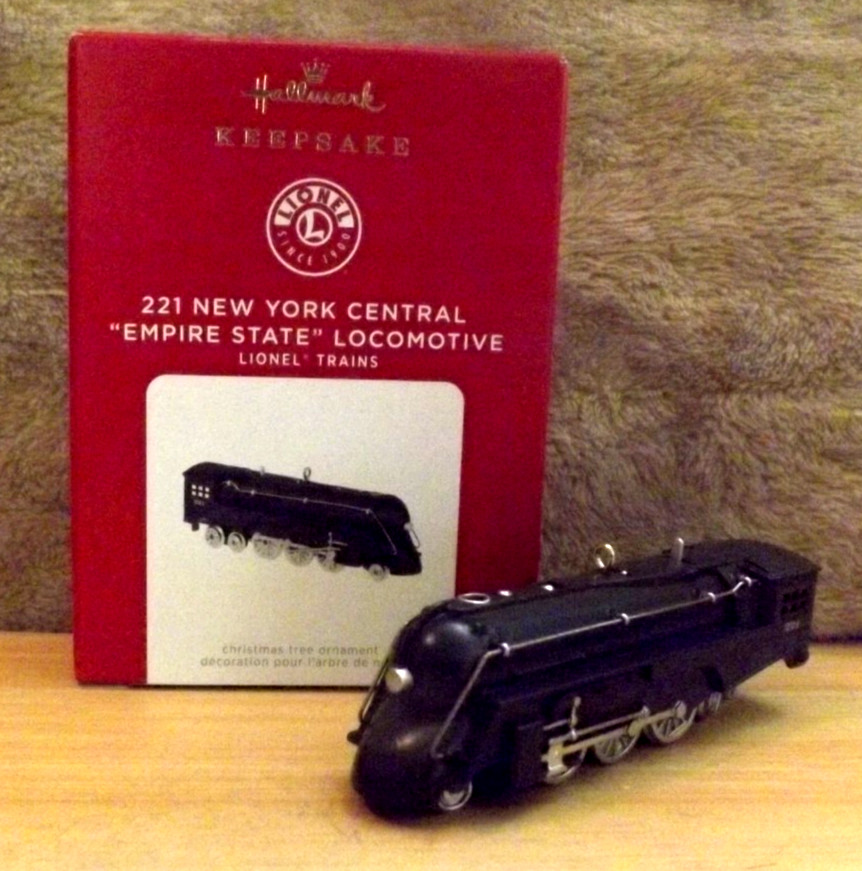 Hallmark
KEEPSAKE
LIONEL
L
SINCE 1900
221 NEW YORK CENTRAL
“EMPIRE STATE” LOCOMOTIVE
LIONEL® TRAINS
christmas tree ornament
décoration pour l'arbre de